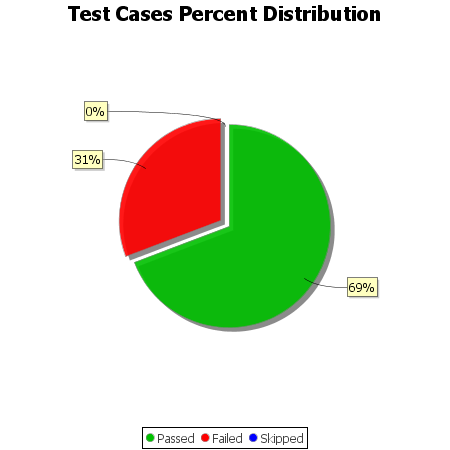 Test Cases Percent Distribution
0%
31%
69%
Passed Failed Skipped